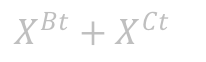 X^{Bt} + X^{Ct}